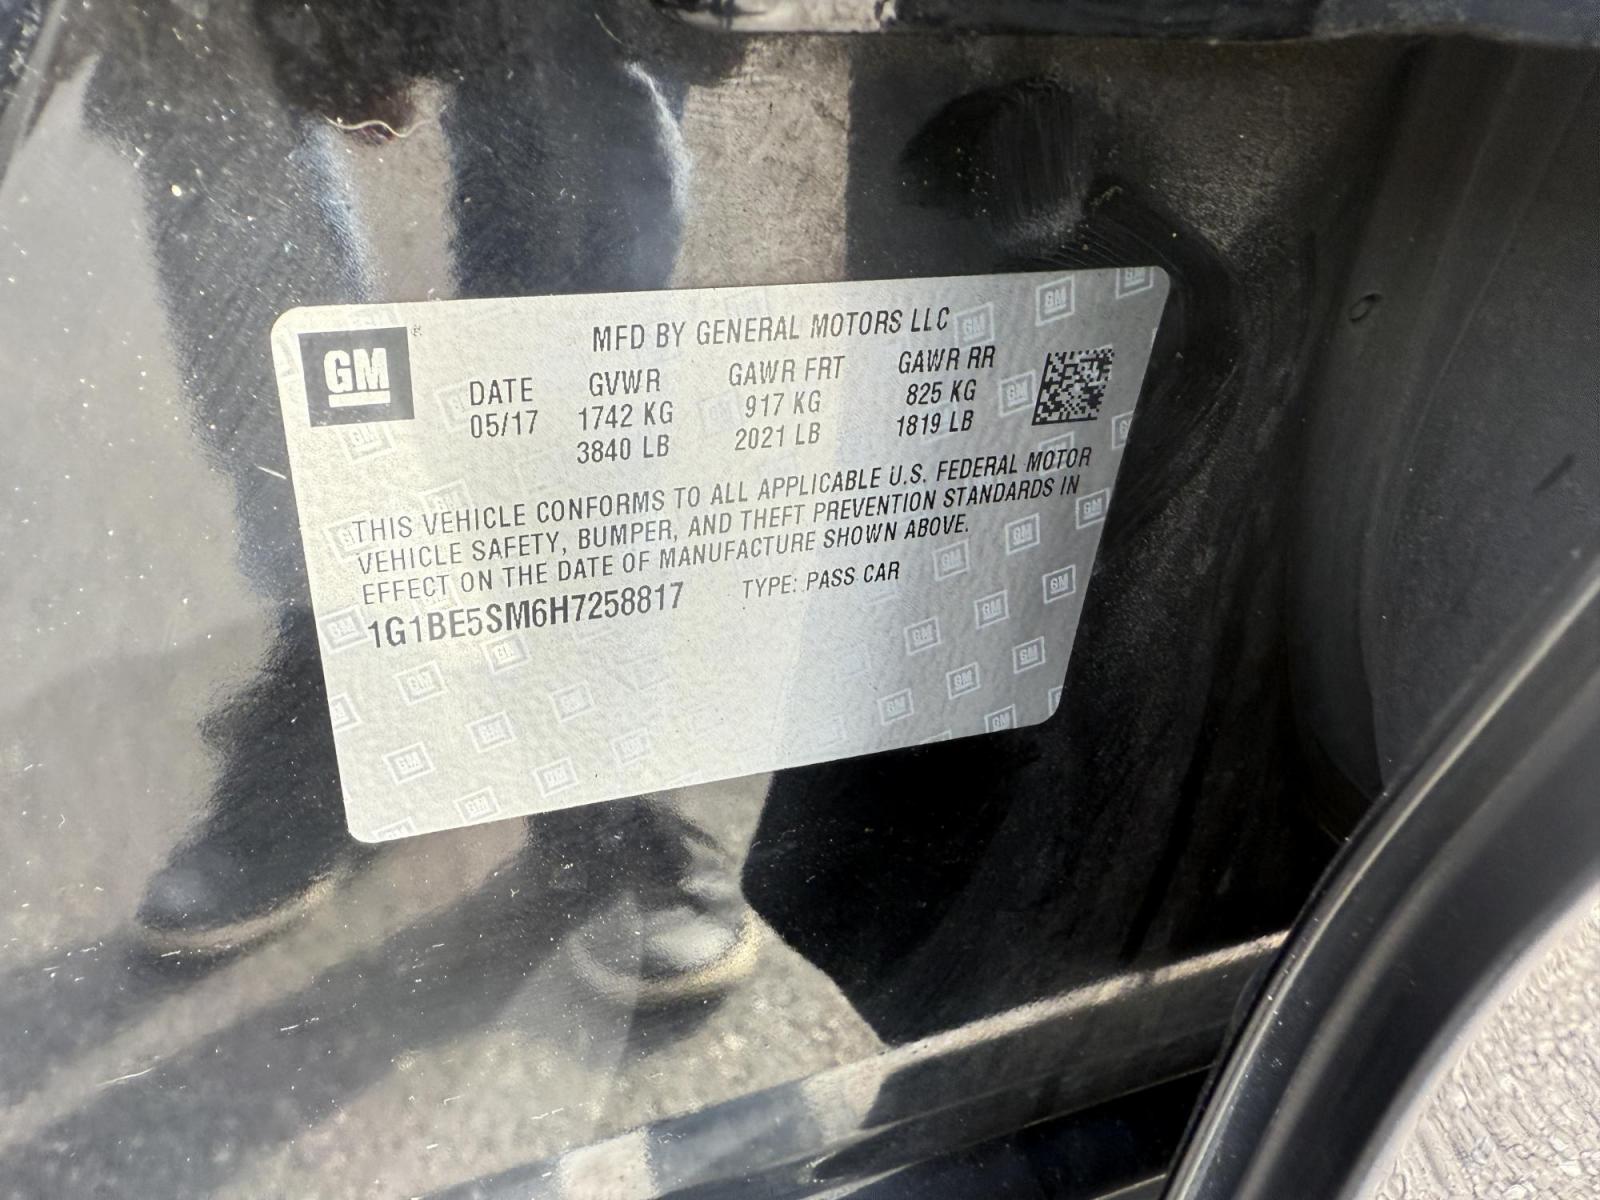 GM
MFD BY GENERAL MOTORS LLC
DATE GVWR GAWR FRT GAWR RR
05/17 1742 KG 917 KG 825 KG
3840 LB 2021 LB 1819 LB
THIS VEHICLE CONFORMS TO ALL APPLICABLE U.S. FEDERAL MOTOR
VEHICLE SAFETY, BUMPER, AND THEFT PREVENTION STANDARDS IN
EFFECT ON THE DATE OF MANUFACTURE SHOWN ABOVE.
1G1BE5SM6H7258817 TYPE: PASS CAR